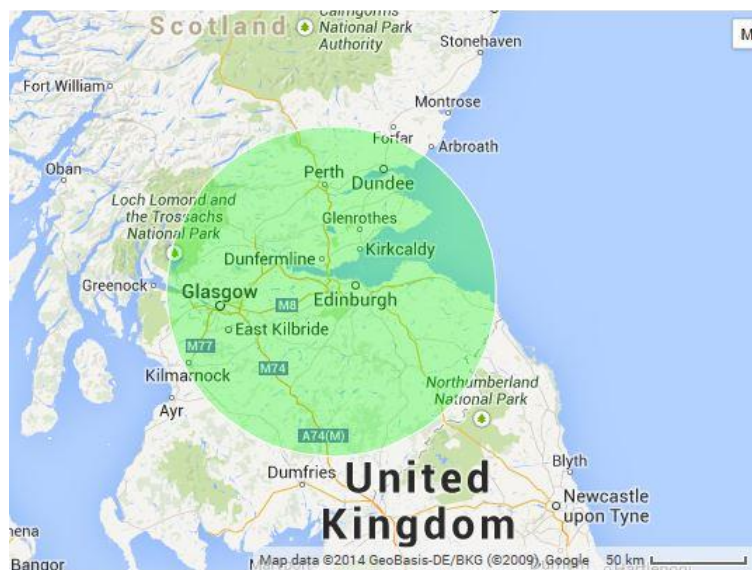 Cairngorms
Scotland
National Park
Authority
Stonehaven
M
Fort William
Montrose
Forfar
Arbroath
Oban
Perth
Dundee
Loch Lomond and
the Trossachs
National Park
Glenrothes
Kirkcaldy
Dunfermline
Greenock
Glasgow
M8
Edinburgh
East Kilbride
M77
M74
Kilmarnock
Northumberland
National Park
Ayr
A74(M)
Dumfries
Blyth
United
Kingdom
Newcastle
upon Tyne
Bangor
Map data ©2014 GeoBasis-DE/BKG (©2009), Google
50 km